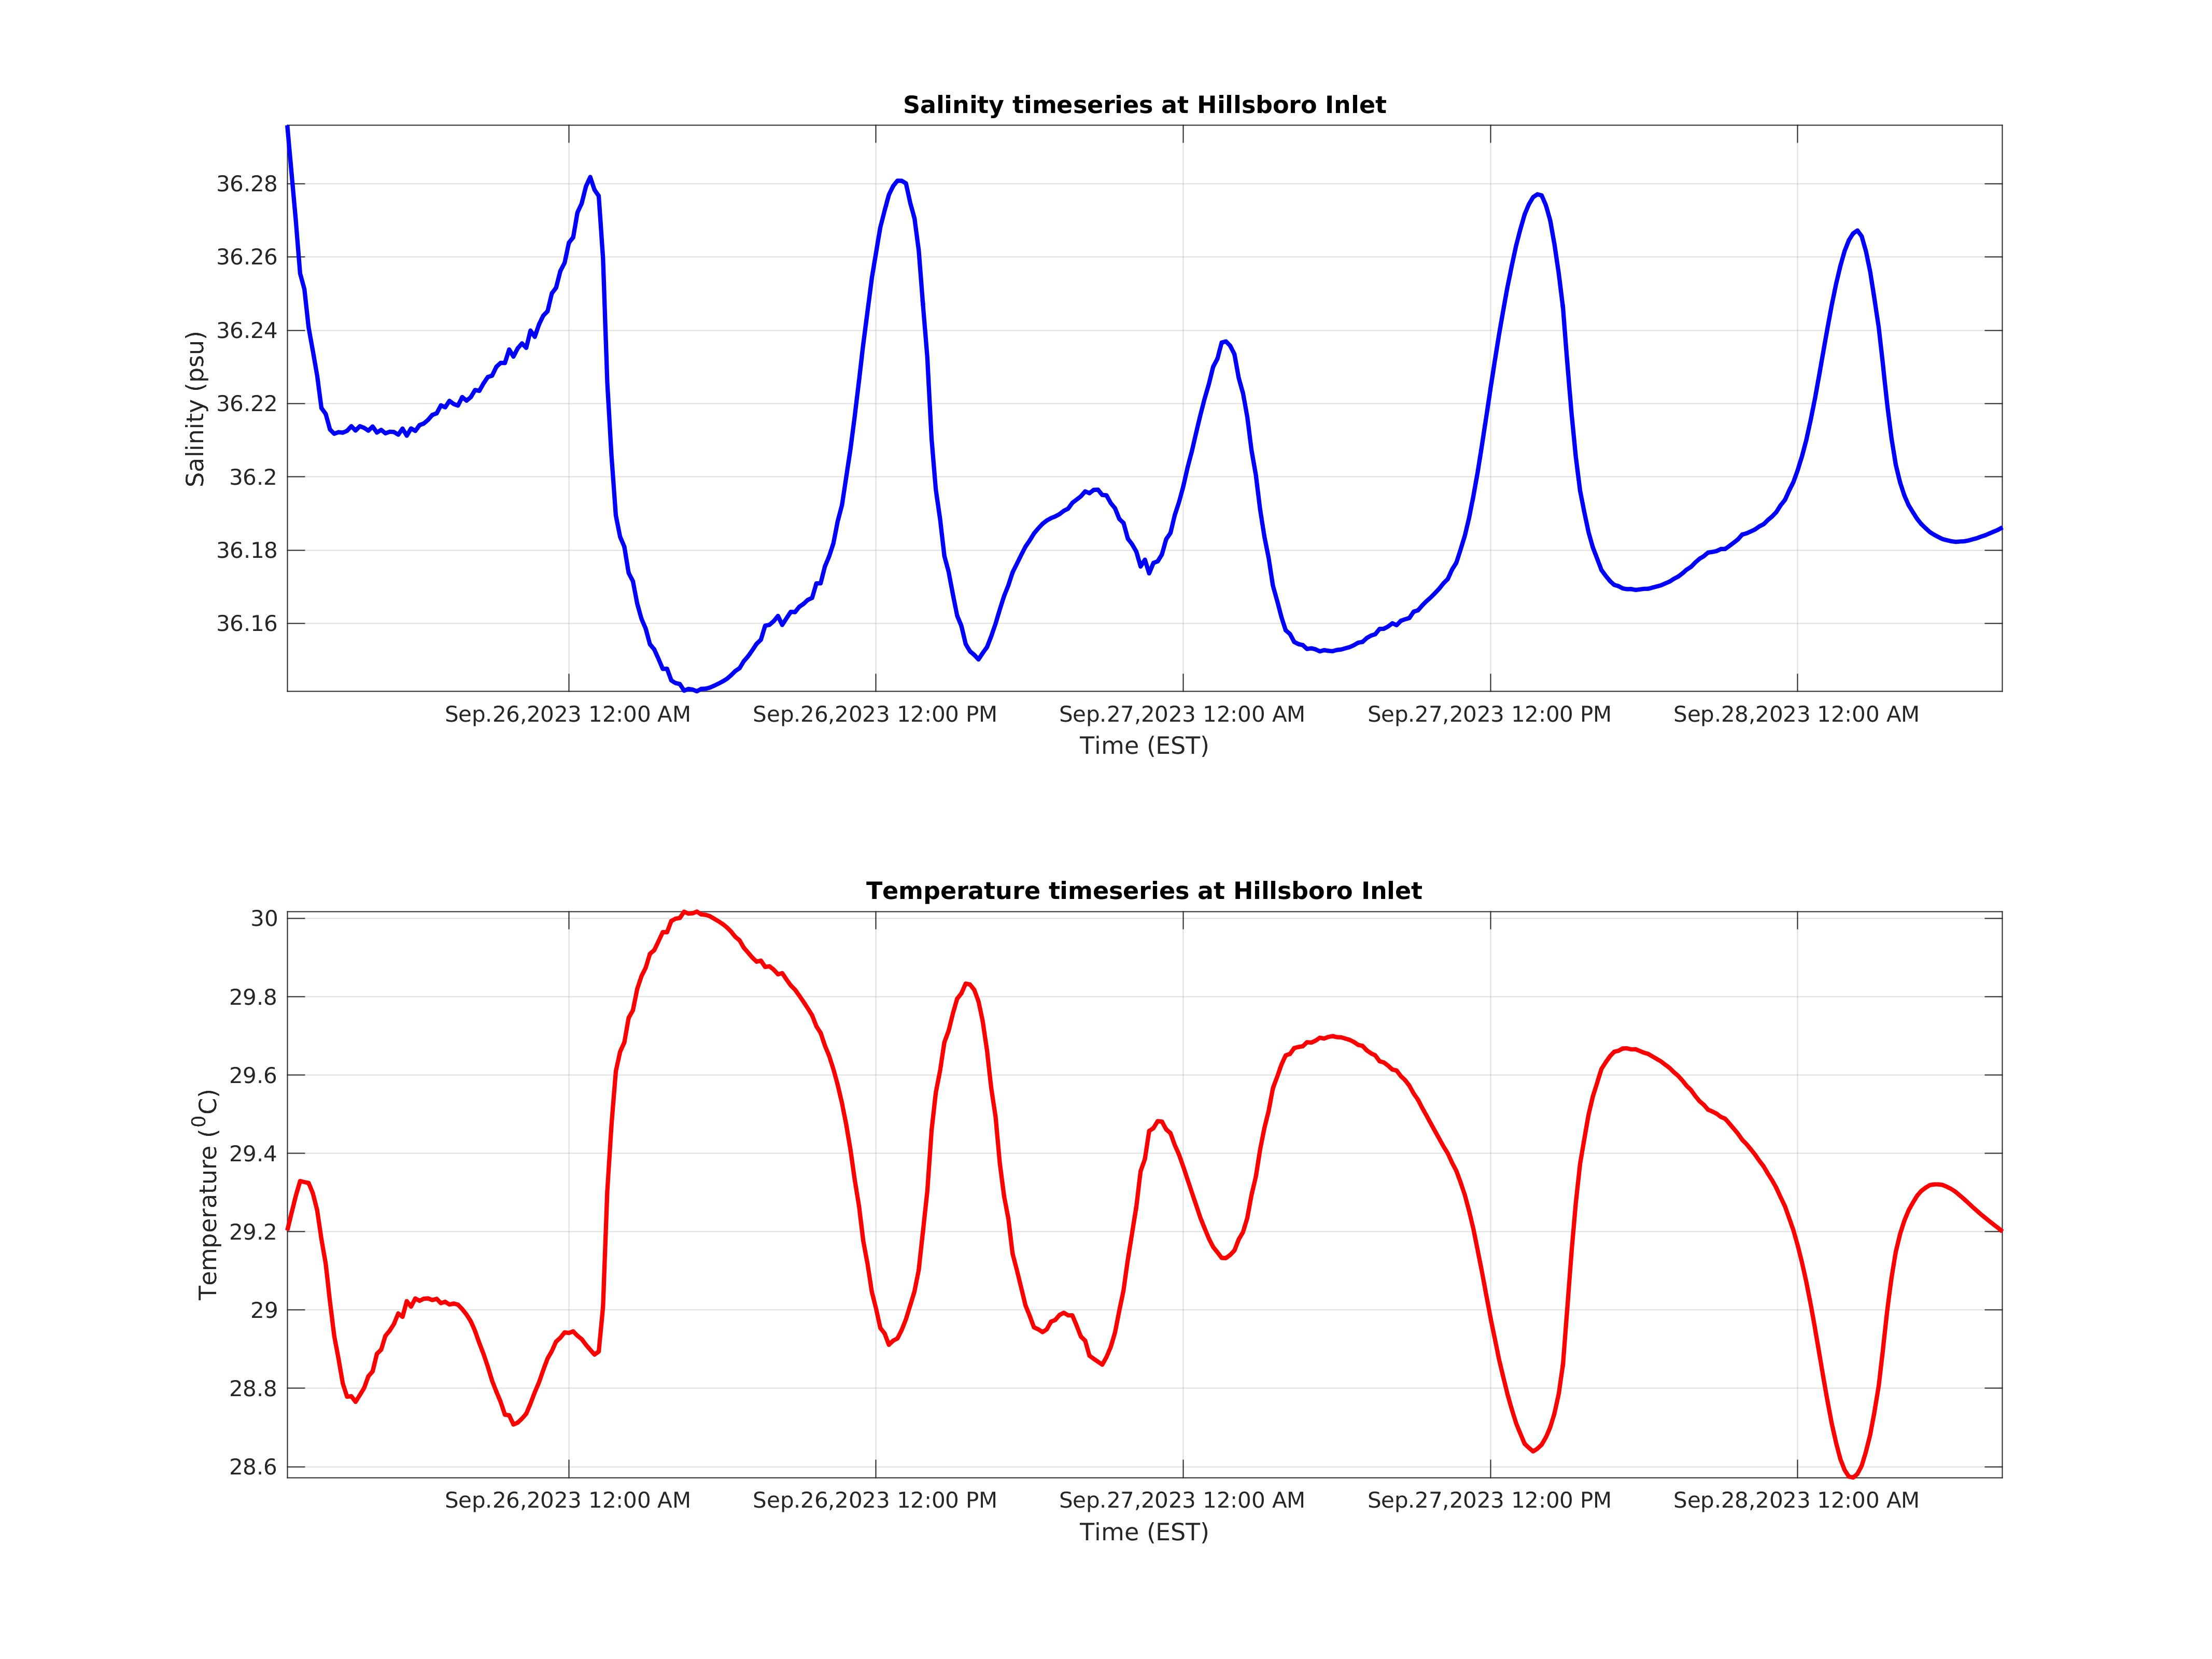 Salinity timeseries at Hillsboro Inlet
36.28
36.26
36.24
36.22
36.2
36.18
36.16
Salinity (psu)
Sep.26,2023 12:00 AM Sep.26,2023 12:00 PM Sep.27,2023 12:00 AM Sep.27,2023 12:00 PM Sep.28,2023 12:00 AM
Time (EST)
Temperature timeseries at Hillsboro Inlet
30
29.8
29.6
29.4
29.2
29
28.8
28.6
Temperature (⁰C)
Sep.26,2023 12:00 AM Sep.26,2023 12:00 PM Sep.27,2023 12:00 AM Sep.27,2023 12:00 PM Sep.28,2023 12:00 AM
Time (EST)